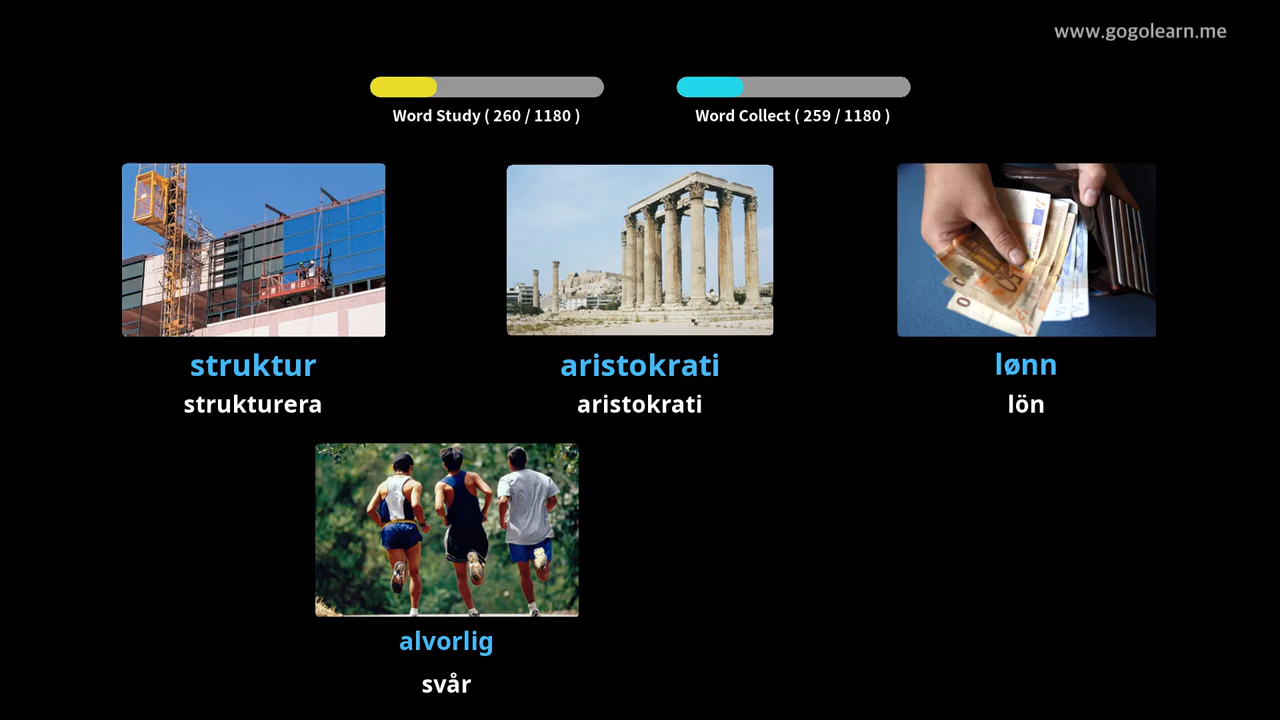 www.gogolearn.me
Word Study ( 260 / 1180 )
Word Collect ( 259 / 1180 )
struktur
strukturera
aristokrati
aristokrati
lønn
lön
alvorlig
svår